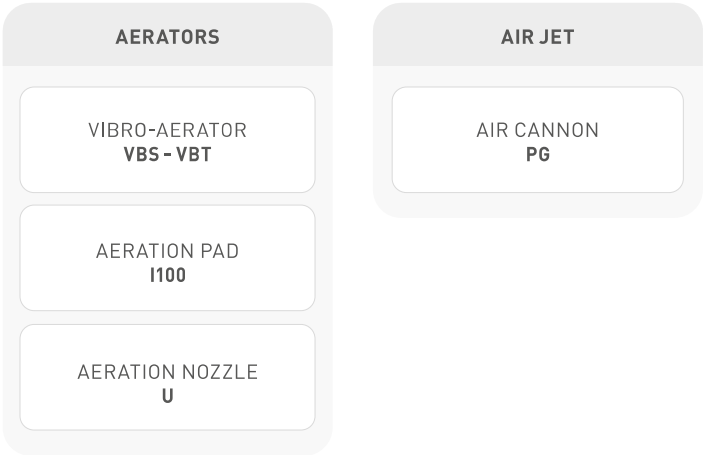 AERATORS
VIBRO-AERATOR
VBS - VBT
AERATION PAD
I100
AERATION NOZZLE
U
AIR JET
AIR CANNON
PG